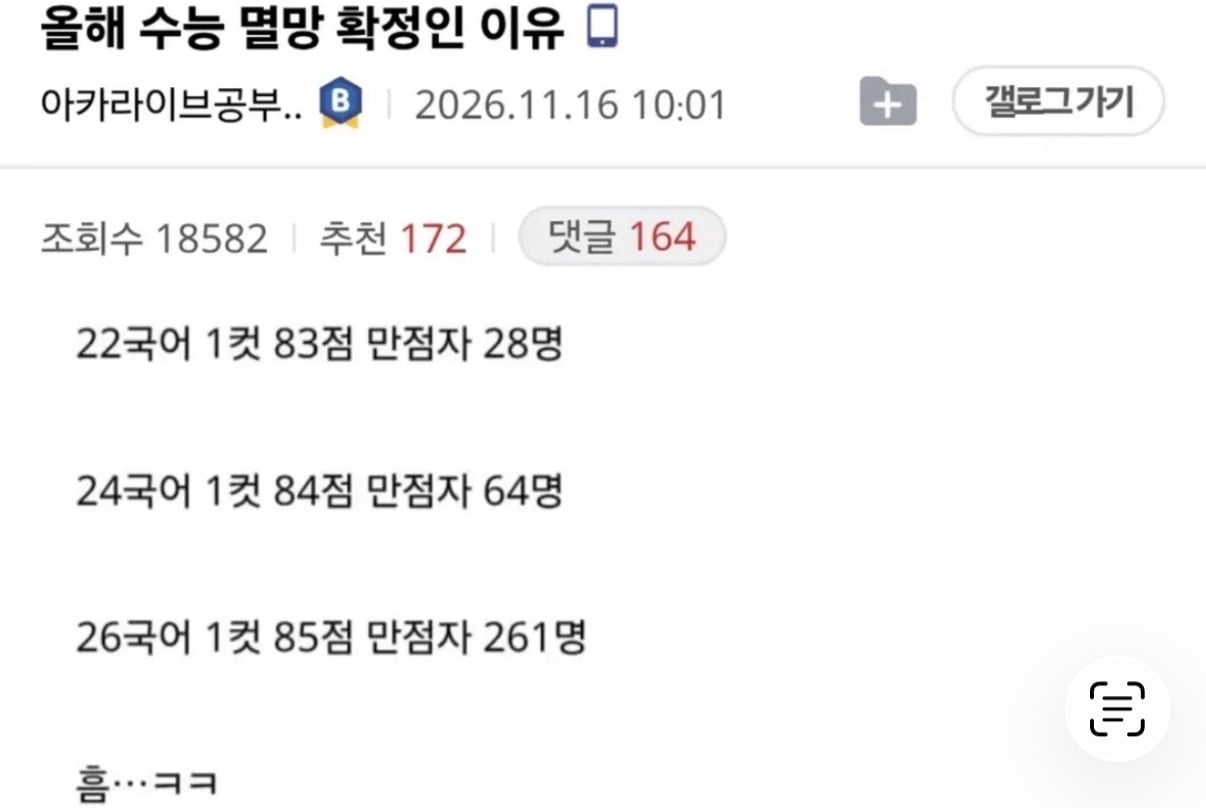 올해 수능 멸망 확정인 이유
아카라이브공부.. B 2026.11.16 10:01 갤로그 가기
조회수 18582 추천 172 댓글 164
22국어 1컷 83점 만점자 28명
24국어 1컷 84점 만점자 64명
26국어 1컷 85점 만점자 261명
흠…ㅋㅋ